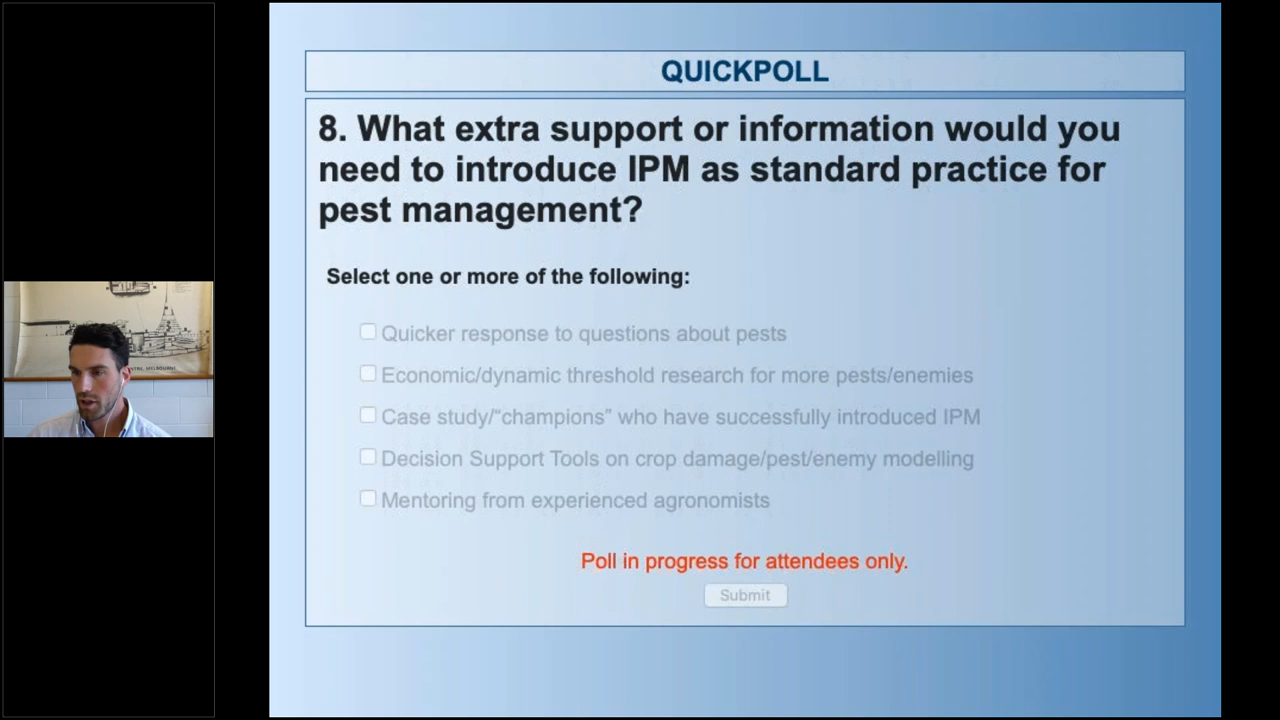 QUICKPOLL
8. What extra support or information would you
need to introduce IPM as standard practice for
pest management?
Select one or more of the following:
Quicker response to questions about pests
Economic/dynamic threshold research for more pests/enemies
Case study/“champions” who have successfully introduced IPM
Decision Support Tools on crop damage/pest/enemy modelling
Mentoring from experienced agronomists
Poll in progress for attendees only.
Submit
MELBOURNE